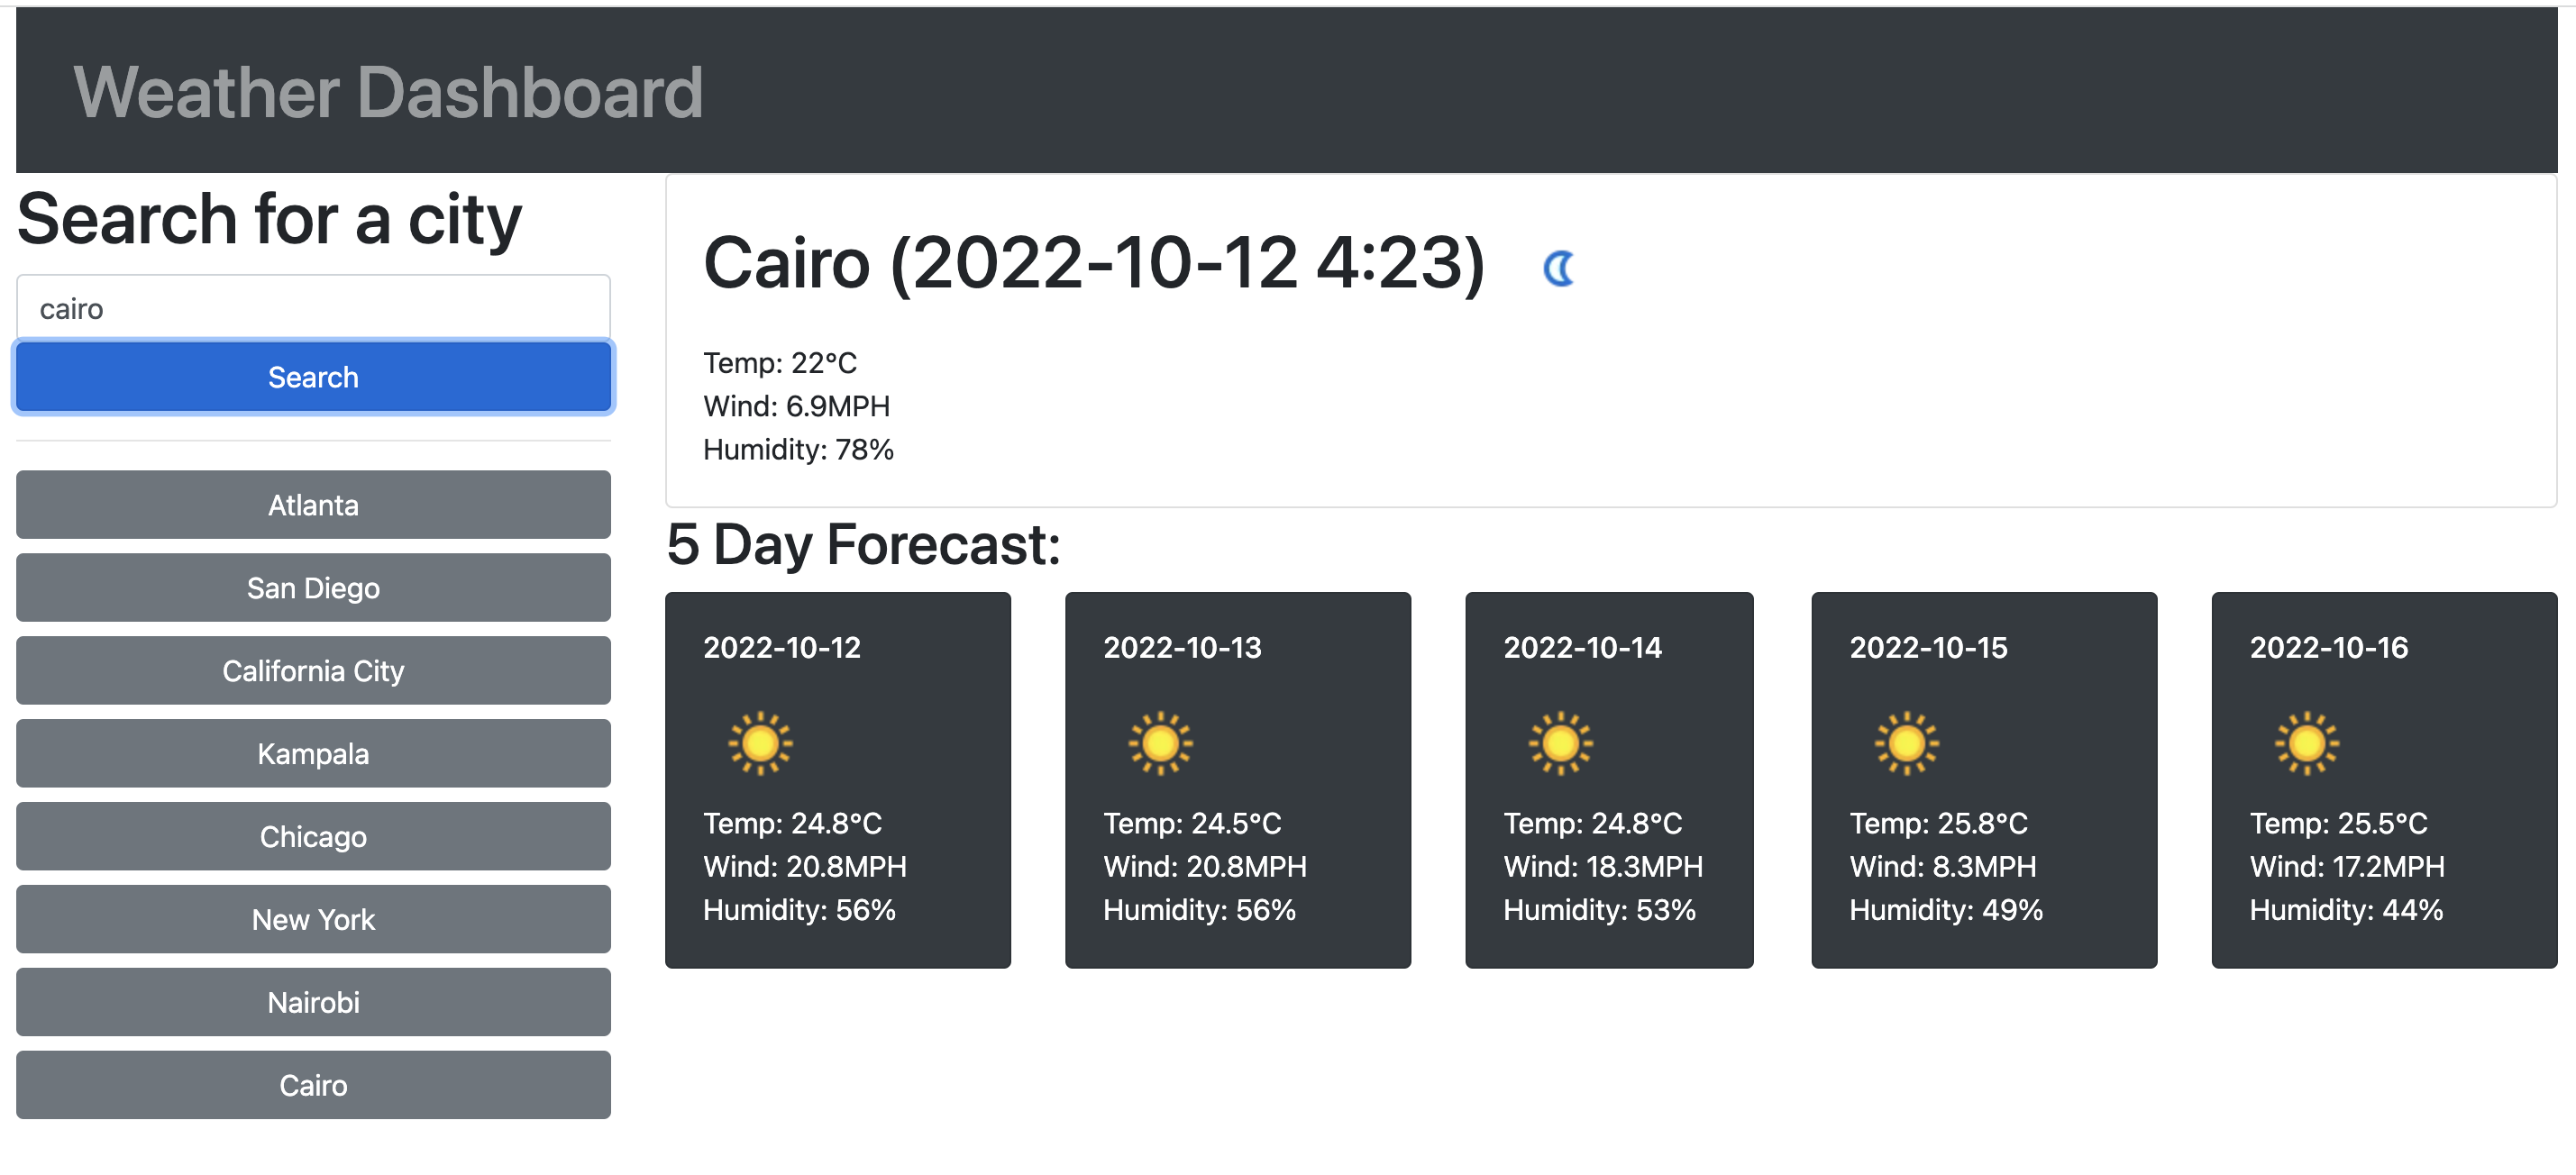 Weather Dashboard
Search for a city
cairo
Search
Atlanta
San Diego
California City
Kampala
Chicago
New York
Nairobi
Cairo
Cairo (2022-10-12 4:23)
Temp: 22°C
Wind: 6.9MPH
Humidity: 78%
5 Day Forecast:
2022-10-12
Temp: 24.8°C
Wind: 20.8MPH
Humidity: 56%
2022-10-13
Temp: 24.5°C
Wind: 20.8MPH
Humidity: 56%
2022-10-14
Temp: 24.8°C
Wind: 18.3MPH
Humidity: 53%
2022-10-15
Temp: 25.8°C
Wind: 8.3MPH
Humidity: 49%
2022-10-16
Temp: 25.5°C
Wind: 17.2MPH
Humidity: 44%